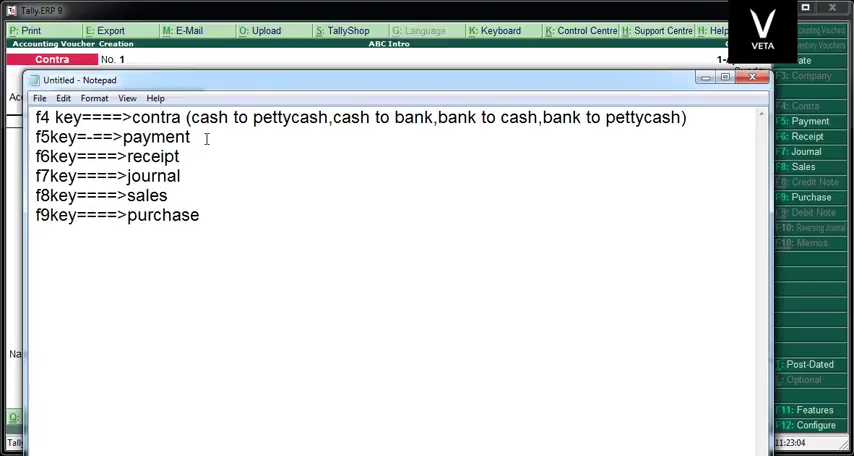 Tally.ERP 9
P: Print
E: Export
M: E-Mail
O: Upload
S: TallyShop
G: Language
K: Keyboard
K: Control Centre
H: Support Centre
H: Help
Accounting Voucher Creation
ABC Intro
Contra
No. 1
VETA
Untitled - Notepad
File Edit Format View Help
f4 key====>contra (cash to pettycash,cash to bank,bank to cash,bank to pettycash)
f5key=-==>payment
f6key====>receipt
f7key====>journal
f8key====>sales
f9key====>purchase
F3: Company
F4: Contra
F5: Payment
F6: Receipt
F7: Journal
F8: Sales
F8: Credit Note
F9: Purchase
F9: Debit Note
F10: Reversing Journal
F10: Memos
T: Post-Dated
L: Optional
F11: Features
F12: Configure
11:23:04